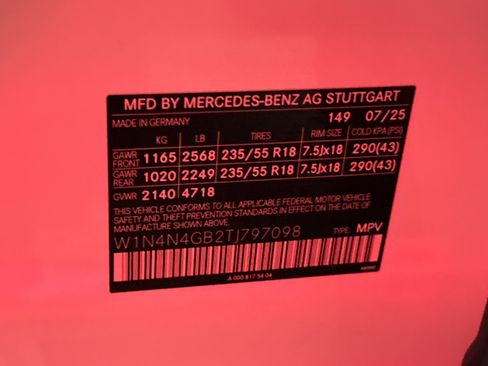 MFD BY MERCEDES-BENZ AG STUTTGART
MADE IN GERMANY 149 07/25
KG LB TIRES RIM SIZE COLD KPA (PSI)
GAWR FRONT 1165 2568 235/55 R18 7.5Jx18 290(43)
GAWR REAR 1020 2249 235/55 R18 7.5Jx18 290(43)
GVWR 2140 4718
THIS VEHICLE CONFORMS TO ALL APPLICABLE FEDERAL MOTOR VEHICLE
SAFETY AND THEFT PREVENTION STANDARDS IN EFFECT ON THE DATE OF
MANUFACTURE SHOWN ABOVE.
W1N4N4GB2TJ797098 TYPE: MPV
A 000 817 54 04